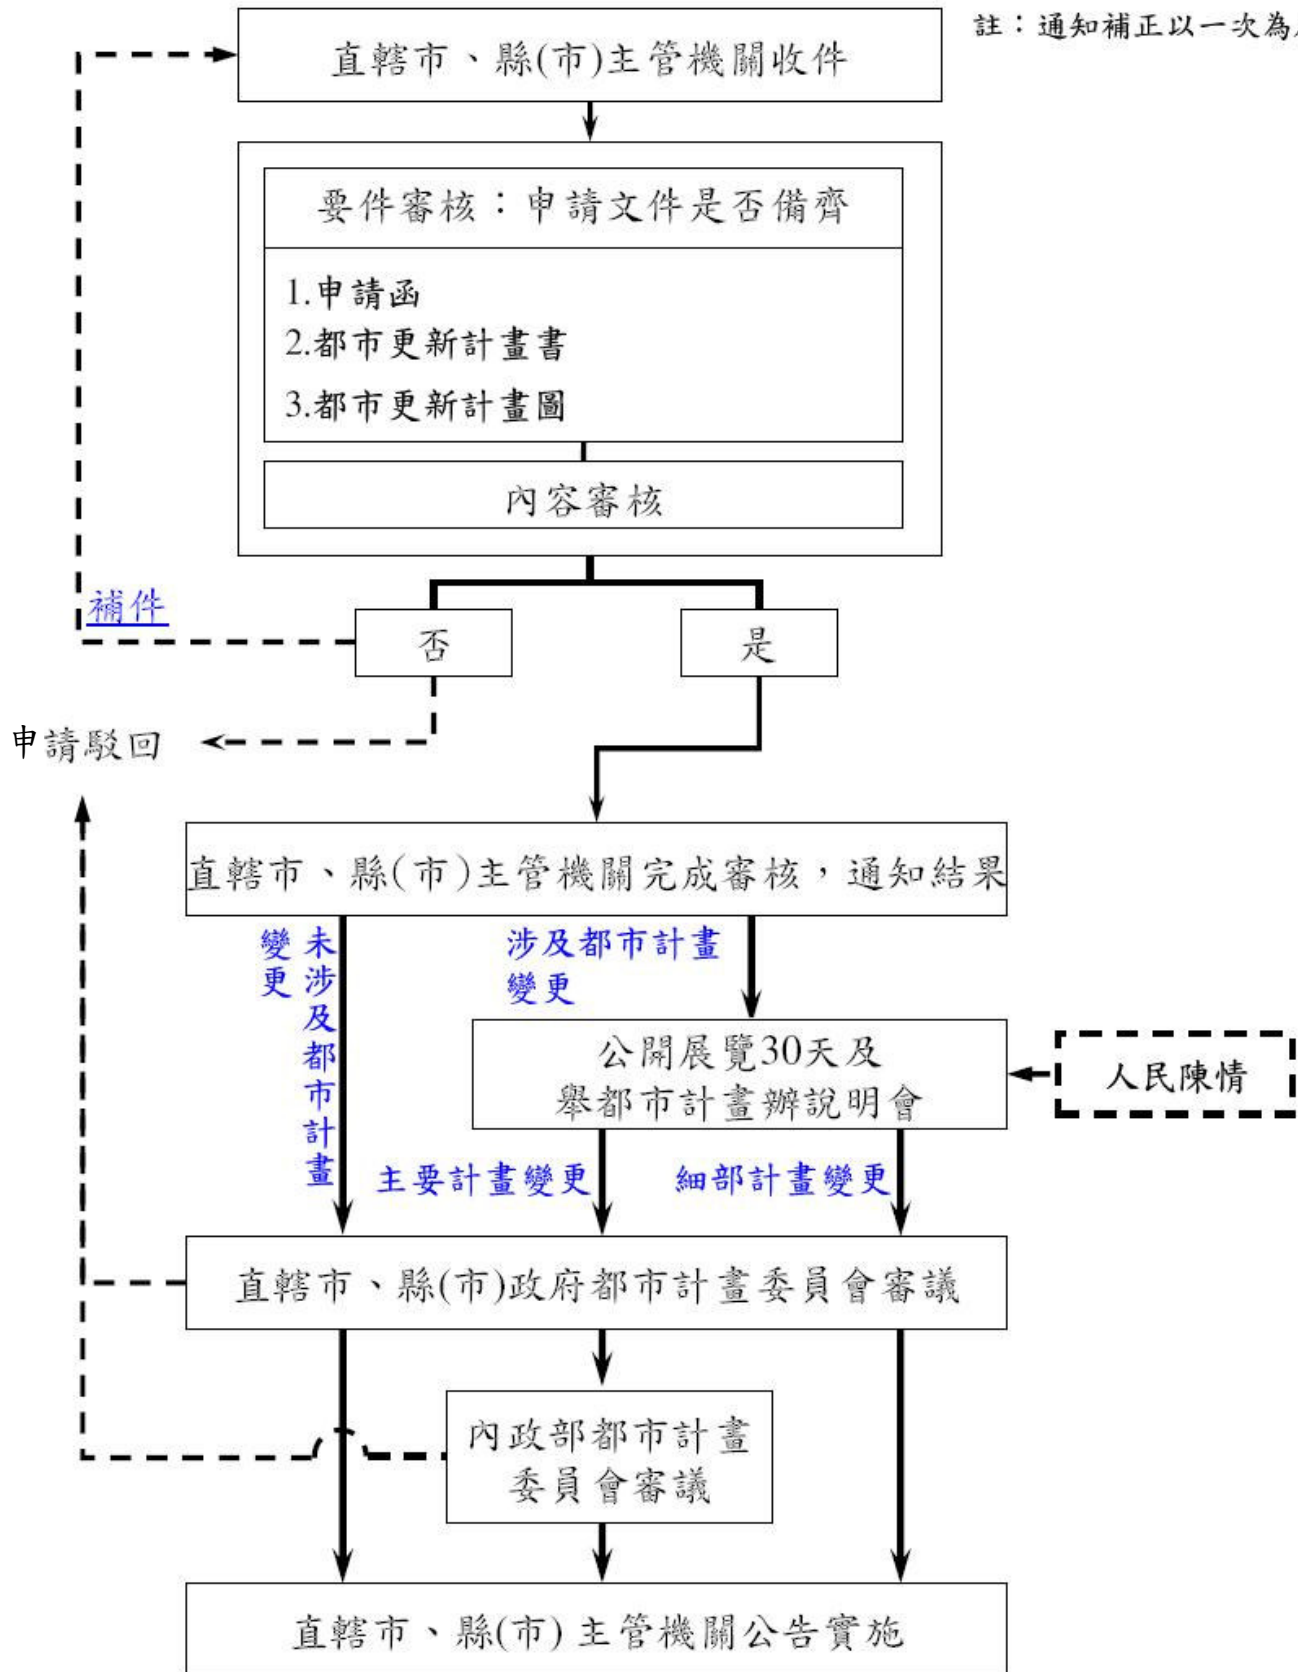 註：通知補正以一次為
直轄市、縣(市)主管機關收件
要件審核：申請文件是否備齊
1.申請函
2.都市更新計畫書
3.都市更新計畫圖
內容審核
補件
否
是
申請駁回
直轄市、縣(市)主管機關完成審核，通知結果
未涉及都市計畫
變更
涉及都市計畫
變更
公開展覽30天及
舉都市計畫辦說明會
人民陳情
主要計畫變更
細部計畫變更
直轄市、縣(市)政府都市計畫委員會審議
內政部都市計畫
委員會審議
直轄市、縣(市)主管機關公告實施